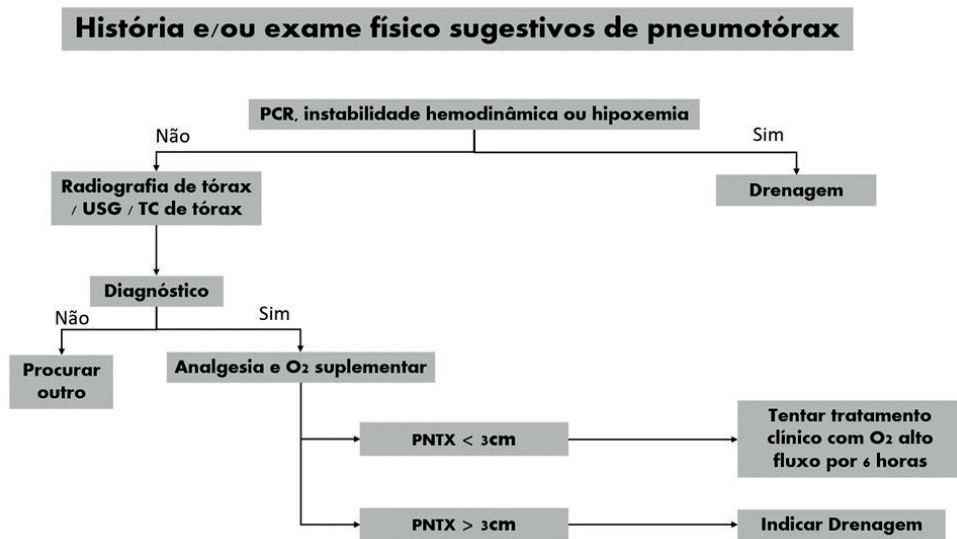 História e/ou exame físico sugestivos de pneumotórax
PCR, instabilidade hemodinâmica ou hipoxemia
Não
Sim
Radiografia de tórax
/ USG / TC de tórax
Drenagem
Diagnóstico
Não
Sim
Procurar
outro
Analgesia e O2 suplementar
PNTX < 3cm
Tentar tratamento
clínico com O2 alto
fluxo por 6 horas
PNTX > 3cm
Indicar Drenagem